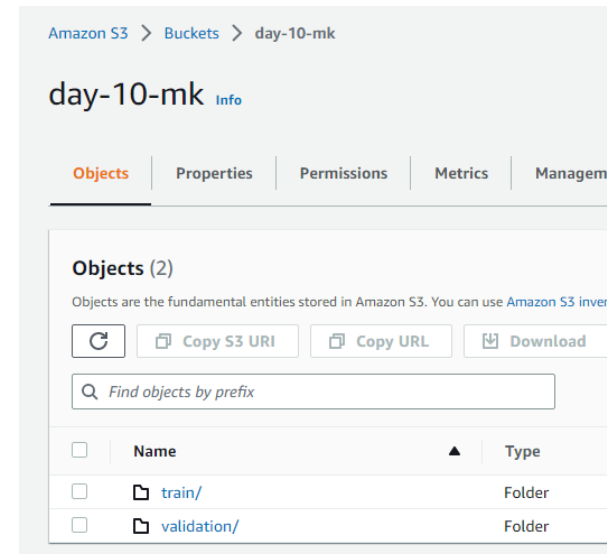 Amazon S3 > Buckets > day-10-mk
day-10-mk Info
Objects Properties Permissions Metrics Managem
Objects (2)
Objects are the fundamental entities stored in Amazon S3. You can use Amazon S3 inver
Copy S3 URI Copy URL Download
Find objects by prefix
Name Type
train/ Folder
validation/ Folder